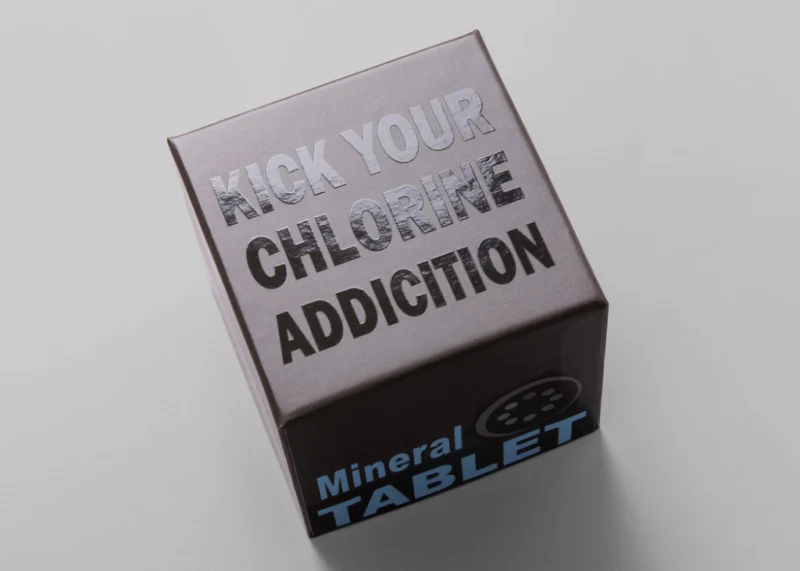 KICK YOUR
CHLORINE
ADDICITION
Mineral
TABLET